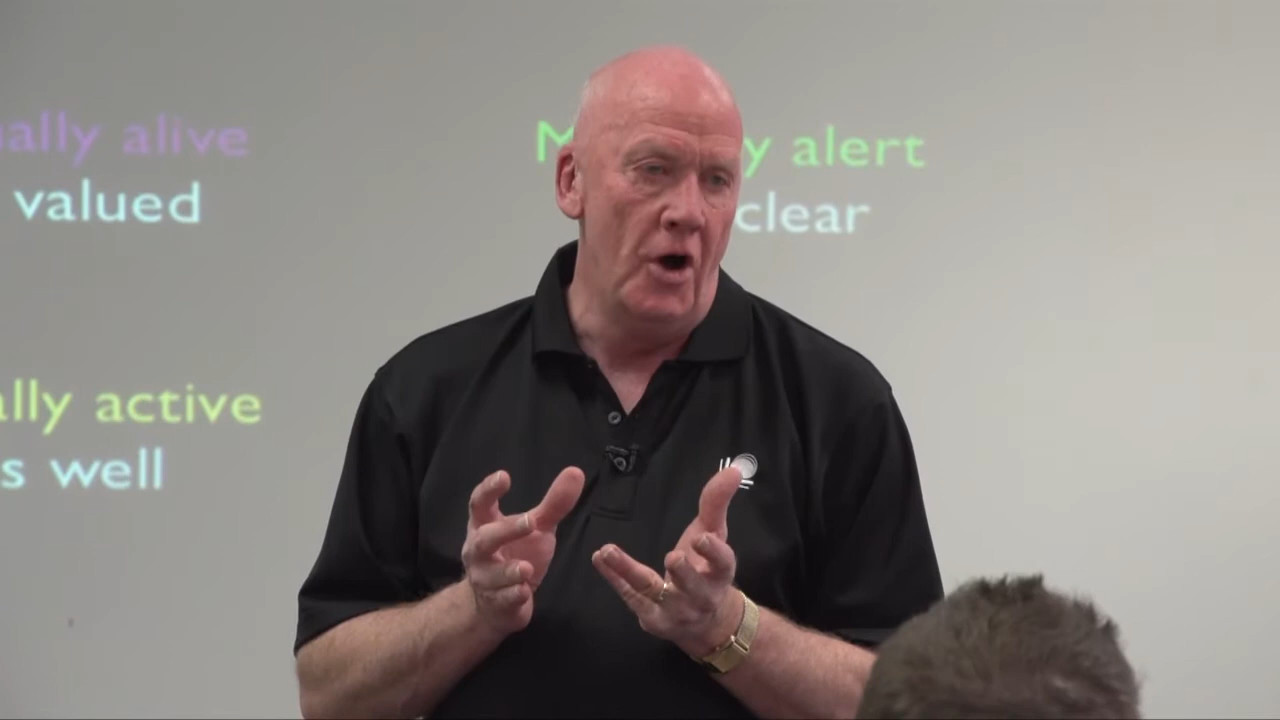 ally alive
valued
y alert
clear
ally active
s well